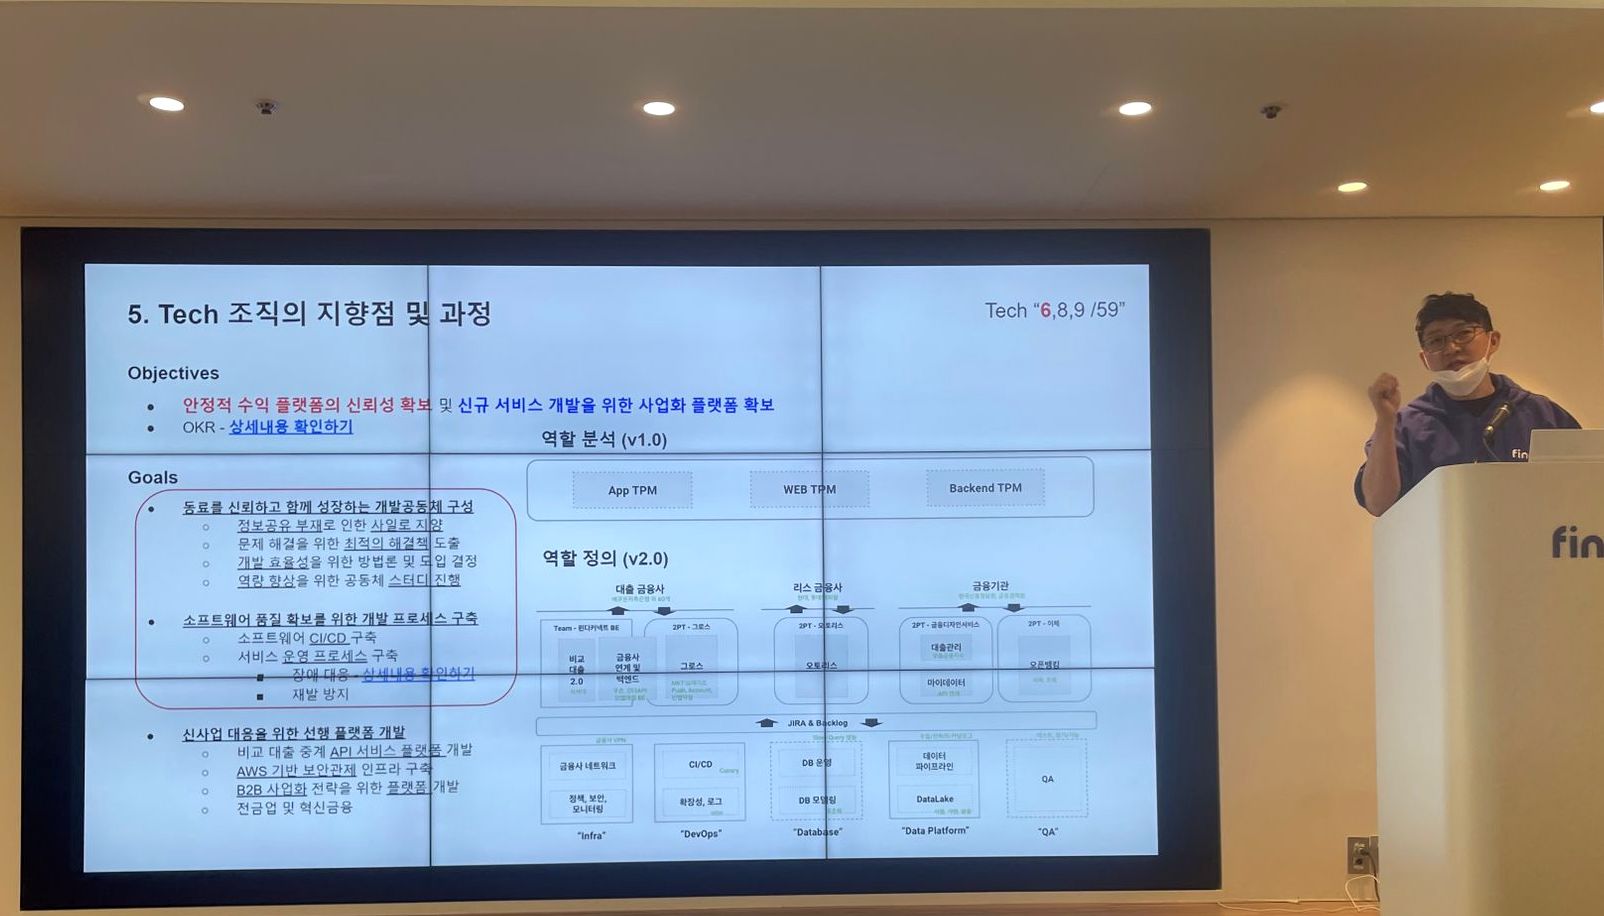 5. Tech 조직의 지향점 및 과정
Tech “6,8,9 /59”
Objectives
안정적 수익 플랫폼의 신뢰성 확보 및 신규 서비스 개발을 위한 사업화 플랫폼 확보
OKR - 상세내용 확인하기
Goals
동료를 신뢰하고 함께 성장하는 개발공동체 구성
정보공유 부재로 인한 사일로 지양
문제 해결을 위한 최적의 해결책 도출
개발 효율성을 위한 방법론 및 도입 결정
역량 향상을 위한 공동체 스터디 진행
소프트웨어 품질 확보를 위한 개발 프로세스 구축
소프트웨어 CI/CD 구축
서비스 운영 프로세스 구축
장애 대응 - 상세내용 확인하기
재발 방지
신사업 대응을 위한 선행 플랫폼 개발
비교 대출 중계 API 서비스 플랫폼 개발
AWS 기반 보안관제 인프라 구축
B2B 사업화 전략을 위한 플랫폼 개발
전금업 및 혁신금융
역할 분석 (v1.0)
App TPM
WEB TPM
Backend TPM
역할 정의 (v2.0)
대출 금융사
리스 금융사
금융기관
Team - 핀다커넥트 BE
비교
대출
2.0
금융사
연계 및
백엔드
2PT - 그로스
그로스
2PT - 오토리스
오토리스
2PT - 금융디자인서비스
대출관리
마이데이터
API 연계
2PT - 이체
오픈뱅킹
JIRA & Backlog
금융사 VPN
금융사 네트워크
정책, 보안,
모니터링
“Infra”
CI/CD
확장성, 로그
“DevOps”
Slow Query
DB 운영
DB 모델링
“Database”
데이터
파이프라인
DataLake
“Data Platform”
QA
“QA”
fin
fin